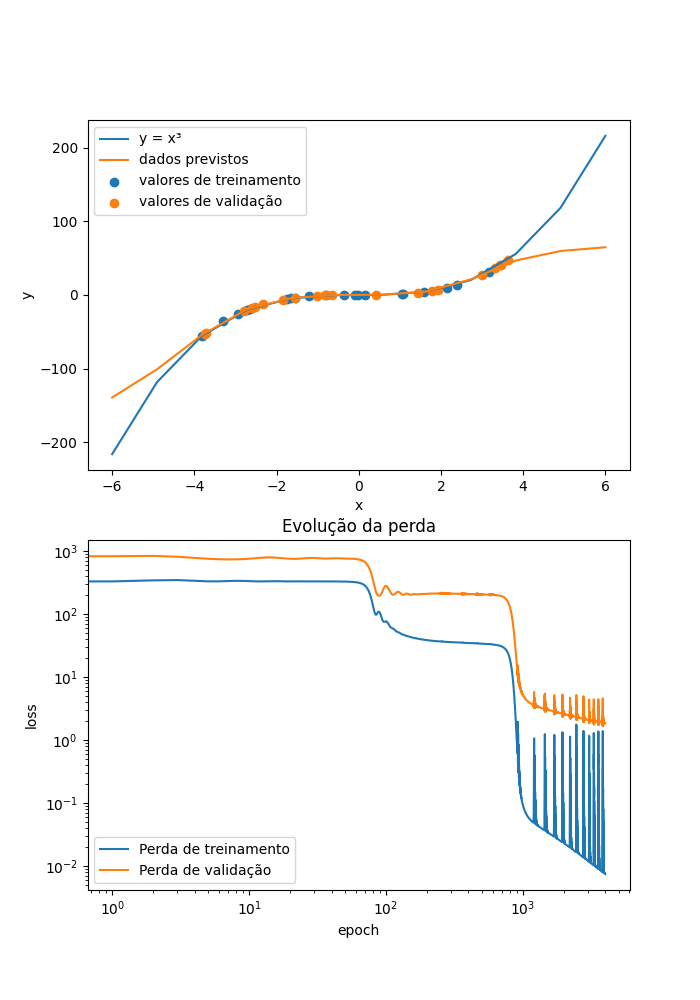 y = x³
dados previstos
valores de treinamento
valores de validação
200
100
0
−100
−200
y
−6 −4 −2 0 2 4 6
x
Evolução da perda
10³
10²
10¹
10⁰
10⁻¹
10⁻²
loss
Perda de treinamento
Perda de validação
10⁰ 10¹ 10² 10³
epoch